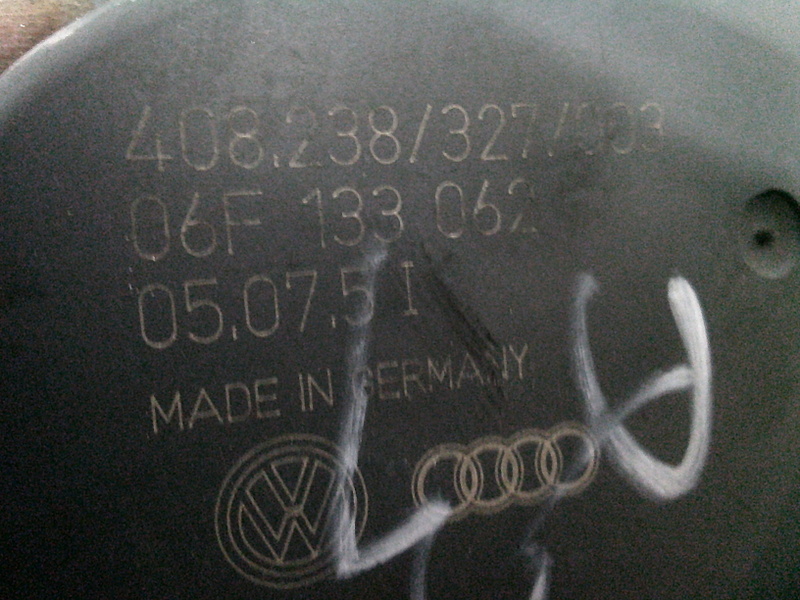 408.238/327/003
06F 133 062
05.07.5 I
MADE IN GERMANY
VW